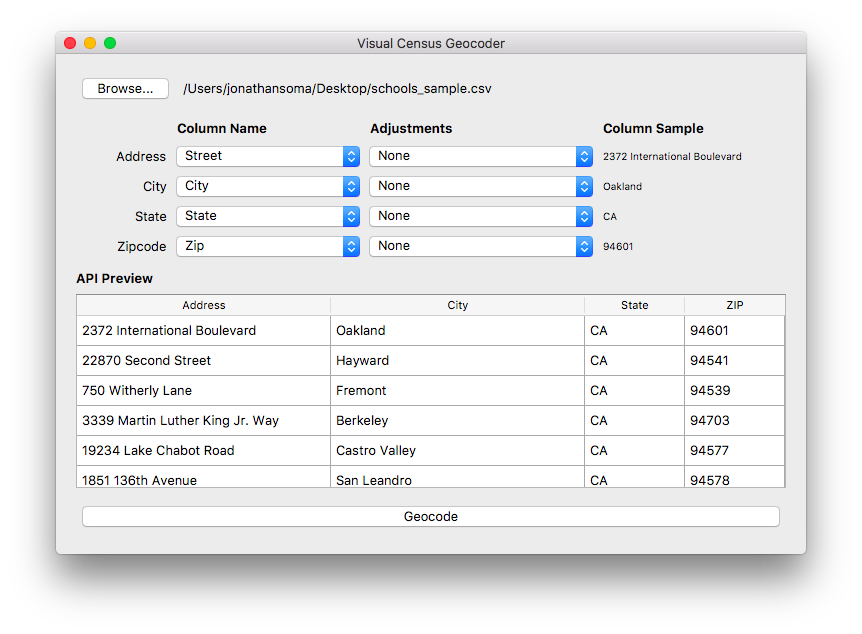 Visual Census Geocoder
Browse... /Users/jonathansoma/Desktop/schools_sample.csv
Column Name Adjustments Column Sample
Address Street None 2372 International Boulevard
City City None Oakland
State State None CA
Zipcode Zip None 94601
API Preview
Address City State ZIP
2372 International Boulevard Oakland CA 94601
22870 Second Street Hayward CA 94541
750 Witherly Lane Fremont CA 94539
3339 Martin Luther King Jr. Way Berkeley CA 94703
19234 Lake Chabot Road Castro Valley CA 94577
1851 136th Avenue San Leandro CA 94578
Geocode